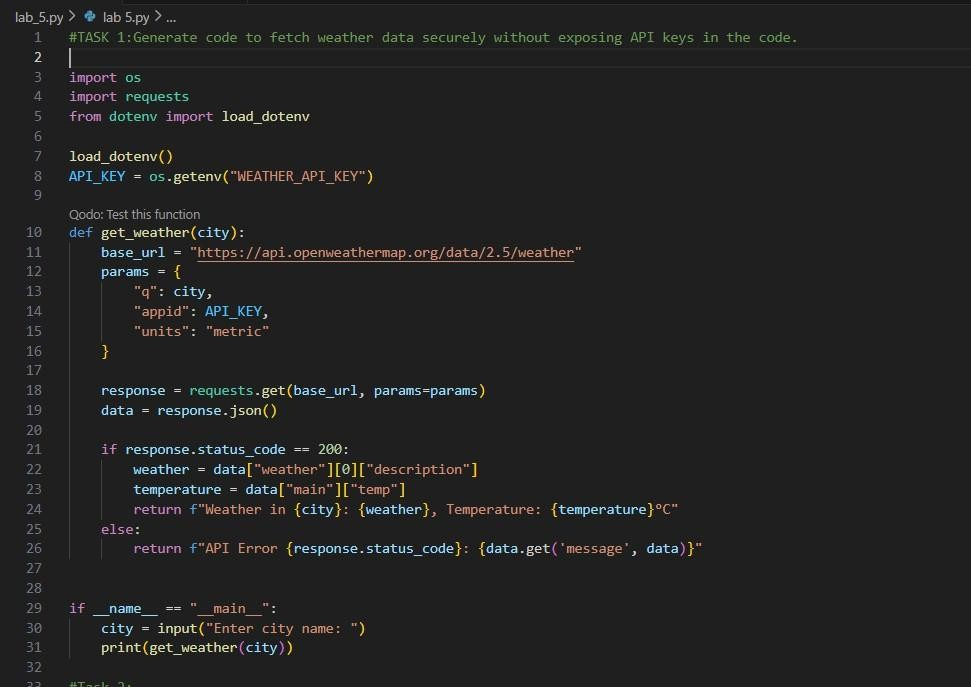 lab_5.py > lab 5.py > ...
1 #TASK 1:Generate code to fetch weather data securely without exposing API keys in the code.
2
3 import os
4 import requests
5 from dotenv import load_dotenv
6
7 load_dotenv()
8 API_KEY = os.getenv("WEATHER_API_KEY")
9
Qodo: Test this function
10 def get_weather(city):
11     base_url = "https://api.openweathermap.org/data/2.5/weather"
12     params = {
13         "q": city,
14         "appid": API_KEY,
15         "units": "metric"
16     }
17
18     response = requests.get(base_url, params=params)
19     data = response.json()
20
21     if response.status_code == 200:
22         weather = data["weather"][0]["description"]
23         temperature = data["main"]["temp"]
24         return f"Weather in {city}: {weather}, Temperature: {temperature}°C"
25     else:
26         return f"API Error {response.status_code}: {data.get('message', data)}"
27
28
29 if __name__ == "__main__":
30     city = input("Enter city name: ")
31     print(get_weather(city))
32
33 #Task 2: